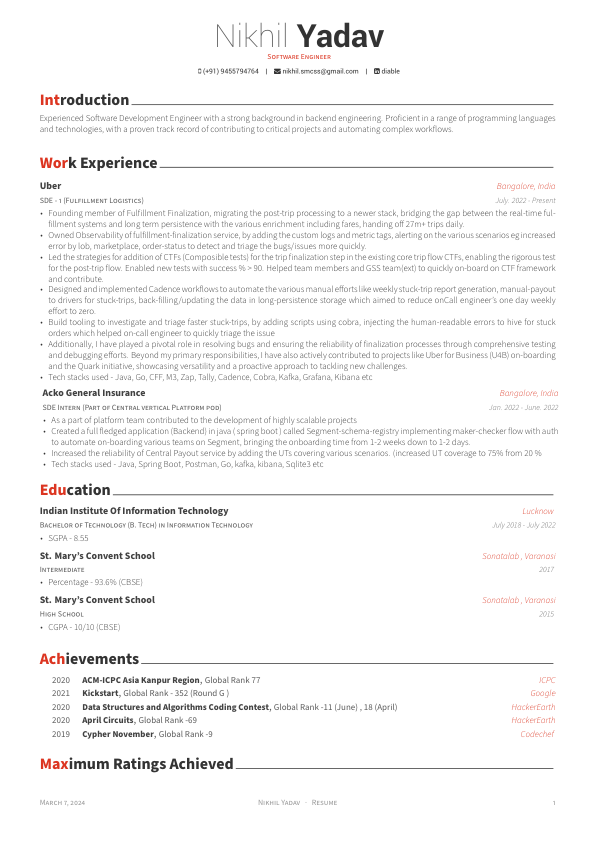 Nikhil Yadav
Software Engineer
(+91) 9455794764 | nikhil.smcss@gmail.com | diable
Introduction
Experienced Software Development Engineer with a strong background in backend engineering. Proficient in a range of programming languages
and technologies, with a proven track record of contributing to critical projects and automating complex workflows.
Work Experience
Uber Bangalore, India
SDE - 1 (Fulfillment Logistics) July. 2022 - Present
• Founding member of Fulfillment Finalization, migrating the post-trip processing to a newer stack, bridging the gap between the real-time ful-
fillment systems and long term persistence with the various enrichment including fares, handing off 27m+ trips daily.
• Owned Observability of fulfillment-finalization service, by adding the custom logs and metric tags, alerting on the various scenarios eg increased
error by lob, marketplace, order-status to detect and triage the bugs/issues more quickly.
• Led the strategies for addition of CTFs (Composible tests) for the trip finalization step in the existing core trip flow CTFs, enabling the rigorous test
for the post-trip flow. Enabled new tests with success % > 90. Helped team members and GSS team(ext) to quickly on-board on CTF framework
and contribute.
• Designed and implemented Cadence workflows to automate the various manual efforts like weekly stuck-trip report generation, manual-payout
to drivers for stuck-trips, back-filling/updating the data in long-persistence storage which aimed to reduce onCall engineer's one day weekly
effort to zero.
• Build tooling to investigate and triage faster stuck-trips, by adding scripts using cobra, injecting the human-readable errors to hive for stuck
orders which helped on-call engineer to quickly triage the issue
• Additionally, I have played a pivotal role in resolving bugs and ensuring the reliability of finalization processes through comprehensive testing
and debugging efforts. Beyond my primary responsibilities, I have also actively contributed to projects like Uber for Business (U4B) on-boarding
and the Quark initiative, showcasing versatility and a proactive approach to tackling new challenges.
• Tech stacks used - Java, Go, CFF, M3, Zap, Tally, Cadence, Cobra, Kafka, Grafana, Kibana etc
Acko General Insurance Bangalore, India
SDE Intern (Part of Central vertical Platform pod) Jan. 2022 - June. 2022
• As a part of platform team contributed to the development of highly scalable projects
• Created a full fledged application (Backend) in java ( spring boot ) called Segment-schema-registry implementing maker-checker flow with auth
to automate on-boarding various teams on Segment, bringing the onboarding time from 1-2 weeks down to 1-2 days.
• Increased the reliability of Central Payout service by adding the UTs covering various scenarios. (increased UT coverage to 75% from 20 %
• Tech stacks used - Java, Spring Boot, Postman, Go, kafka, kibana, Sqlite3 etc
Education
Indian Institute Of Information Technology Lucknow
Bachelor of Technology (B. Tech) in Information Technology July 2018 - July 2022
• SGPA - 8.55
St. Mary's Convent School Sonatalab , Varanasi
Intermediate 2017
• Percentage - 93.6% (CBSE)
St. Mary's Convent School Sonatalab , Varanasi
High School 2015
• CGPA - 10/10 (CBSE)
Achievements
2020 ACM-ICPC Asia Kanpur Region, Global Rank 77 ICPC
2021 Kickstart, Global Rank - 352 (Round G ) Google
2020 Data Structures and Algorithms Coding Contest, Global Rank -11 (June) , 18 (April) HackerEarth
2020 April Circuits, Global Rank -69 HackerEarth
2019 Cypher November, Global Rank -9 Codechef
Maximum Ratings Achieved
March 7, 2024 Nikhil Yadav · Resume 1